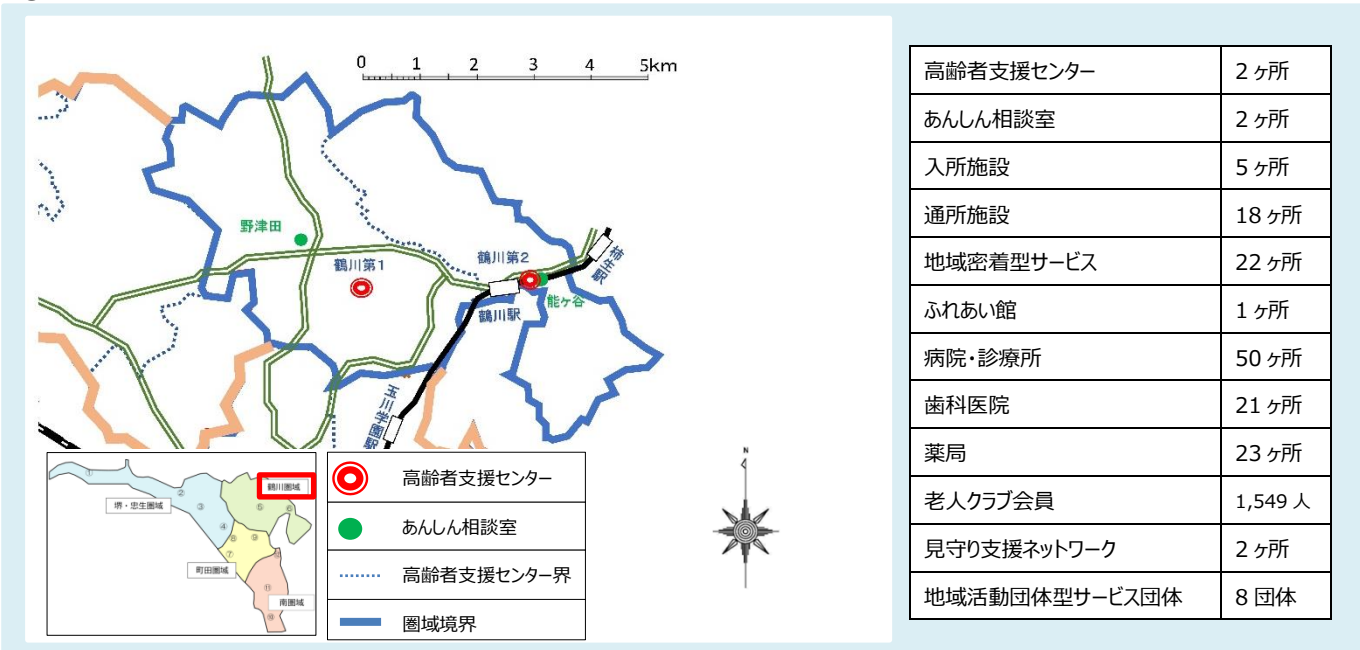 0 1 2 3 4 5km
野津田
鶴川第1
鶴川第2
柿生駅
能ヶ谷
鶴川駅
玉川学園駅
N
①
②
③
④
⑤
⑥
⑦
⑧
⑨
⑪
鶴川圏域
堺・忠生圏域
町田圏域
南圏域
高齢者支援センター
あんしん相談室
高齢者支援センター界
圏域境界
高齢者支援センター 2 ヶ所
あんしん相談室 2 ヶ所
入所施設 5 ヶ所
通所施設 18 ヶ所
地域密着型サービス 22 ヶ所
ふれあい館 1 ヶ所
病院・診療所 50 ヶ所
歯科医院 21 ヶ所
薬局 23 ヶ所
老人クラブ会員 1,549 人
見守り支援ネットワーク 2 ヶ所
地域活動団体型サービス団体 8 団体